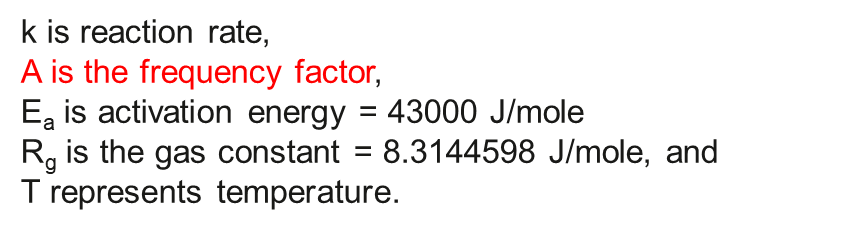 k is reaction rate,
A is the frequency factor,
Eₐ is activation energy = 43000 J/mole
R_g is the gas constant = 8.3144598 J/mole, and
T represents temperature.